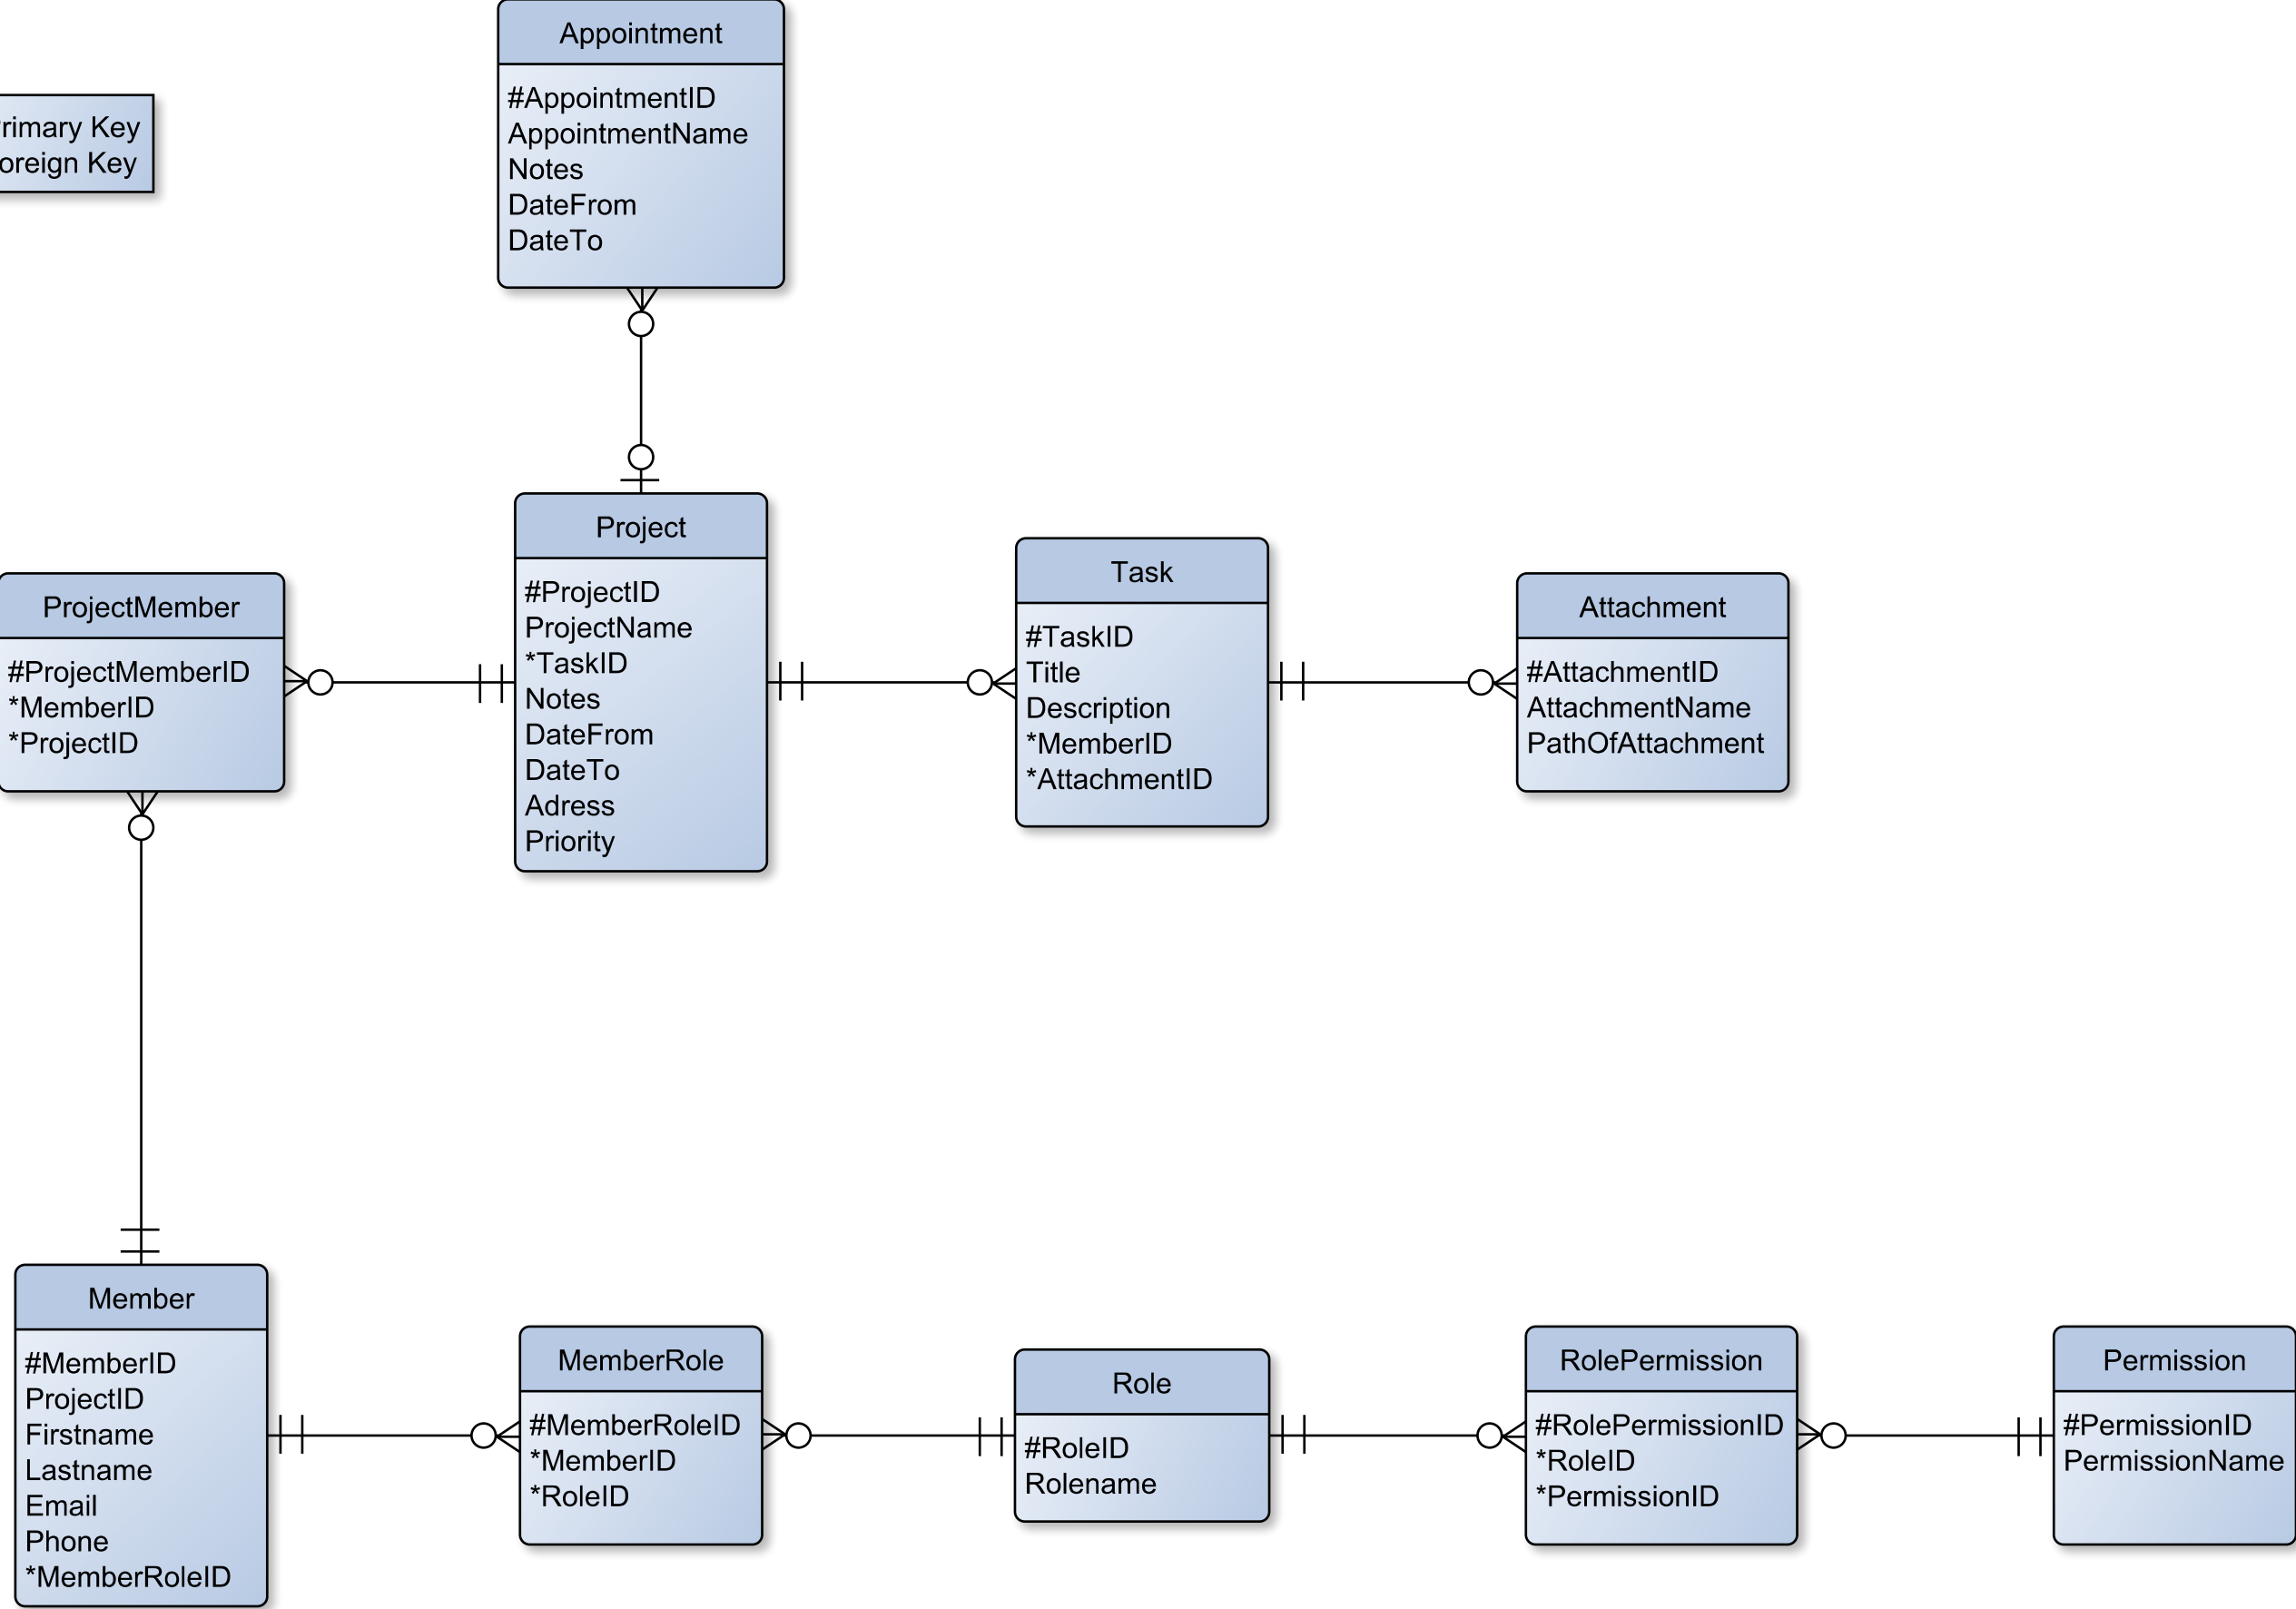 Appointment
#AppointmentID
AppointmentName
Notes
DateFrom
DateTo
rimary Key
oreign Key
Project
#ProjectID
ProjectName
*TaskID
Notes
DateFrom
DateTo
Adress
Priority
Task
#TaskID
Title
Description
*MemberID
*AttachmentID
Attachment
#AttachmentID
AttachmentName
PathOfAttachment
ProjectMember
#ProjectMemberID
*MemberID
*ProjectID
Member
#MemberID
ProjectID
Firstname
Lastname
Email
Phone
*MemberRoleID
MemberRole
#MemberRoleID
*MemberID
*RoleID
Role
#RoleID
Rolename
RolePermission
#RolePermissionID
*RoleID
*PermissionID
Permission
#PermissionID
PermissionName